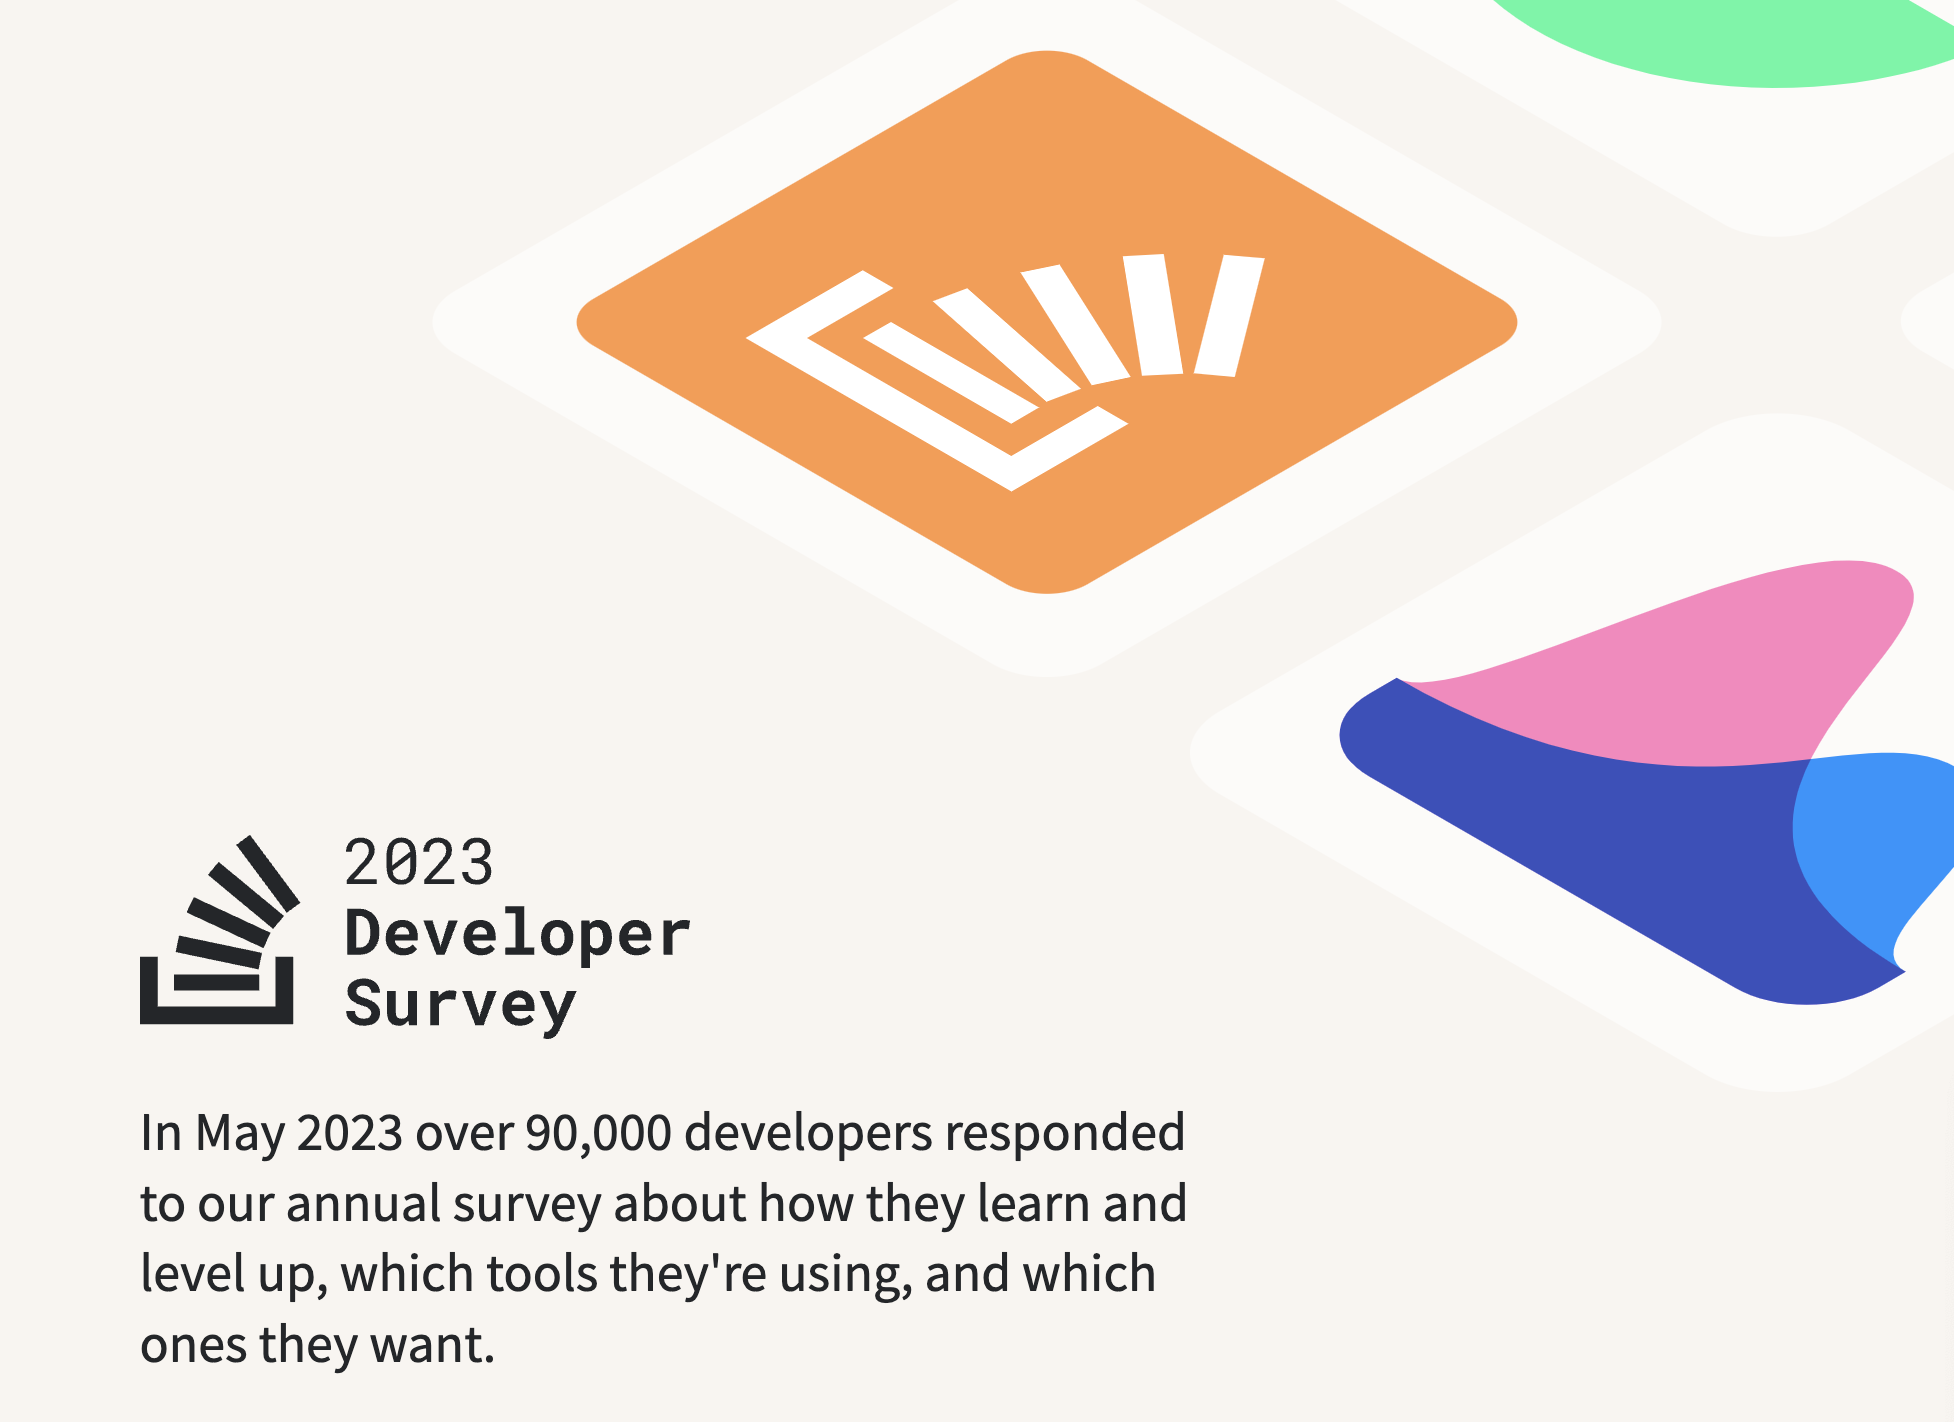 2023
Developer
Survey
In May 2023 over 90,000 developers responded
to our annual survey about how they learn and
level up, which tools they're using, and which
ones they want.